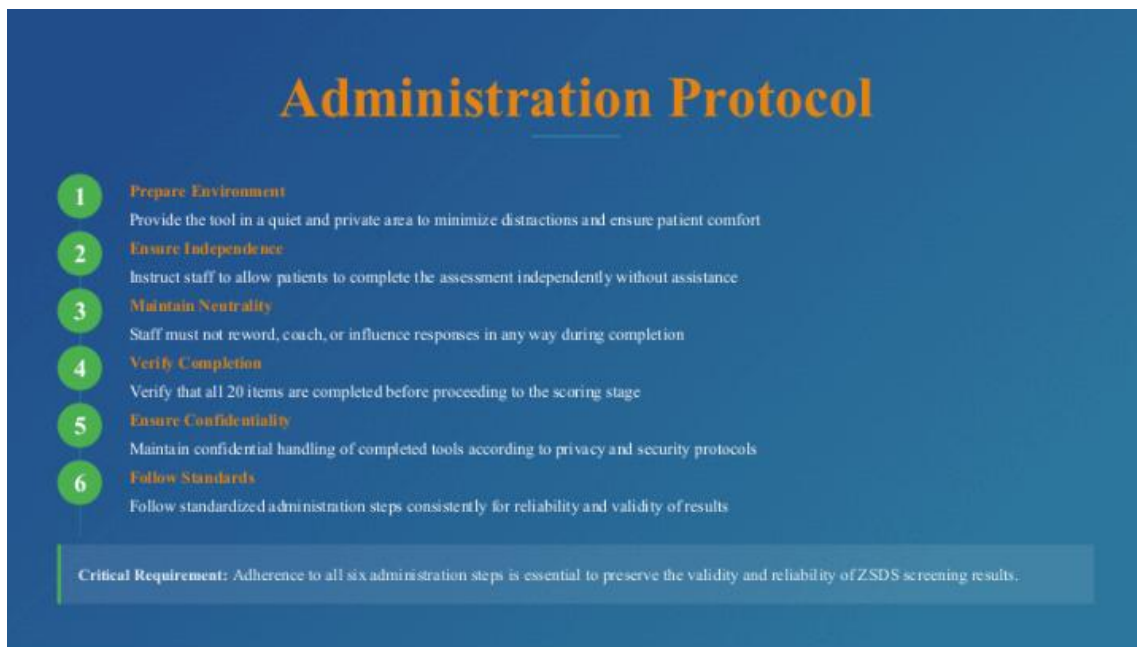 Administration Protocol
1
Prepare Environment
Provide the tool in a quiet and private area to minimize distractions and ensure patient comfort
2
Ensure Independence
Instruct staff to allow patients to complete the assessment independently without assistance
3
Maintain Neutrality
Staff must not reword, coach, or influence responses in any way during completion
4
Verify Completion
Verify that all 20 items are completed before proceeding to the scoring stage
5
Ensure Confidentiality
Maintain confidential handling of completed tools according to privacy and security protocols
6
Follow Standards
Follow standardized administration steps consistently for reliability and validity of results
Critical Requirement: Adherence to all six administration steps is essential to preserve the validity and reliability of ZSDS screening results.